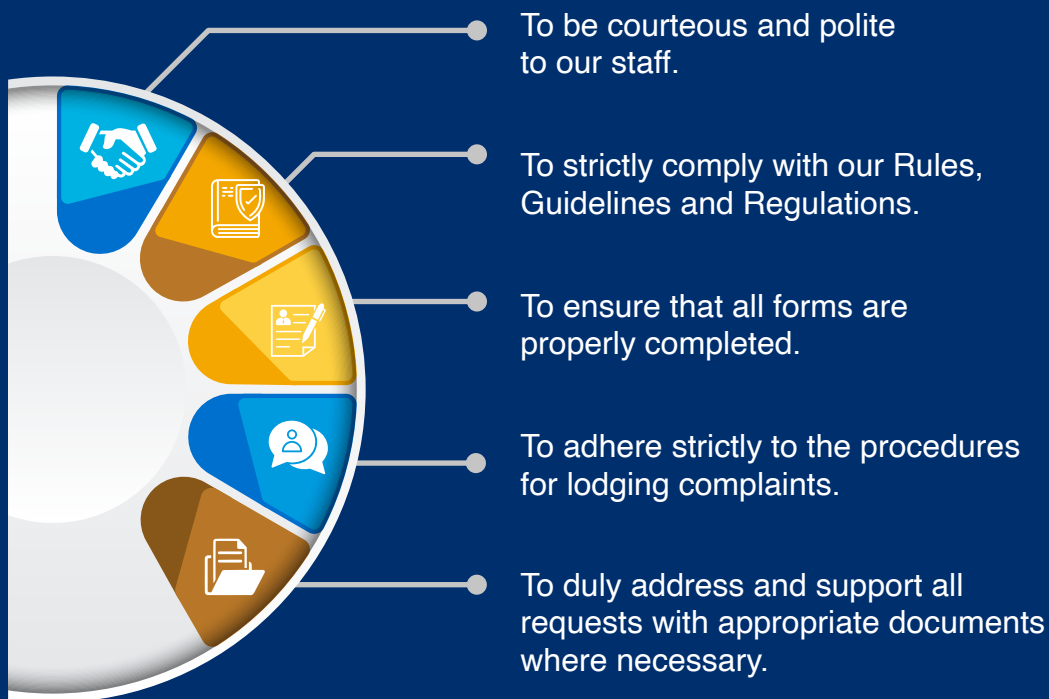 To be courteous and polite
to our staff.
To strictly comply with our Rules,
Guidelines and Regulations.
To ensure that all forms are
properly completed.
To adhere strictly to the procedures
for lodging complaints.
To duly address and support all
requests with appropriate documents
where necessary.